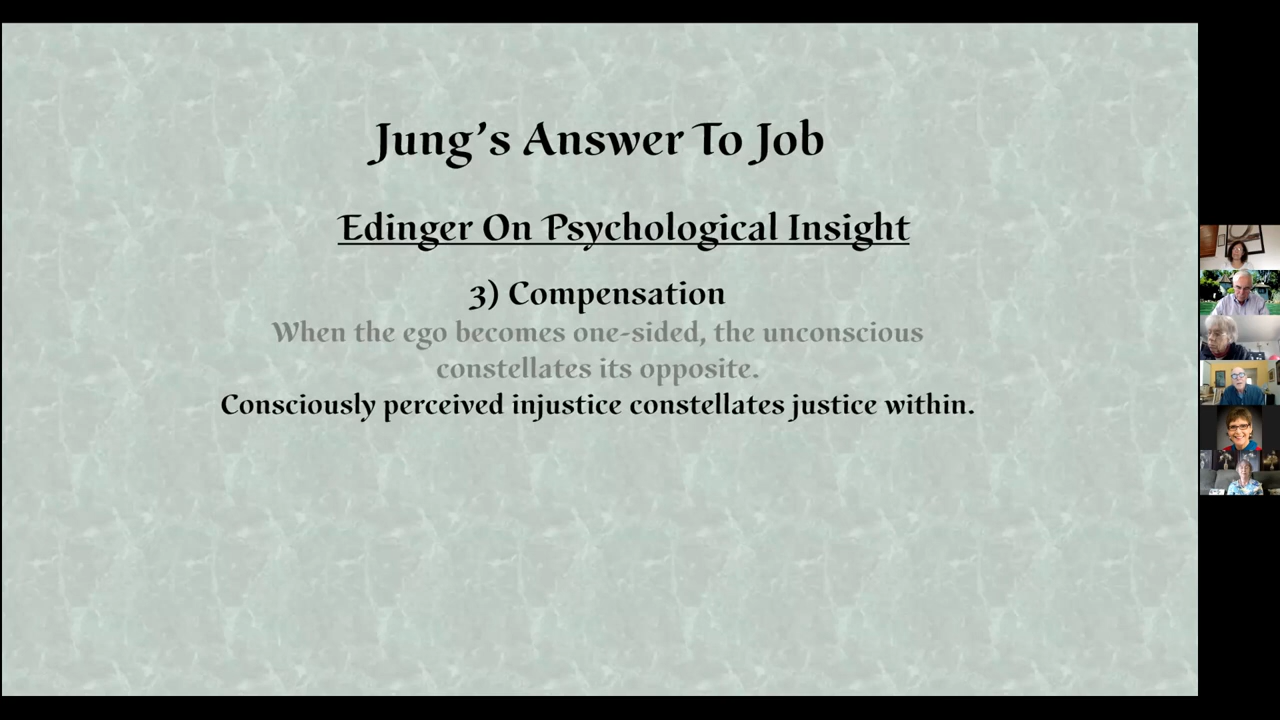 Jung’s Answer To Job
Edinger On Psychological Insight
3) Compensation
When the ego becomes one-sided, the unconscious
constellates its opposite.
Consciously perceived injustice constellates justice within.